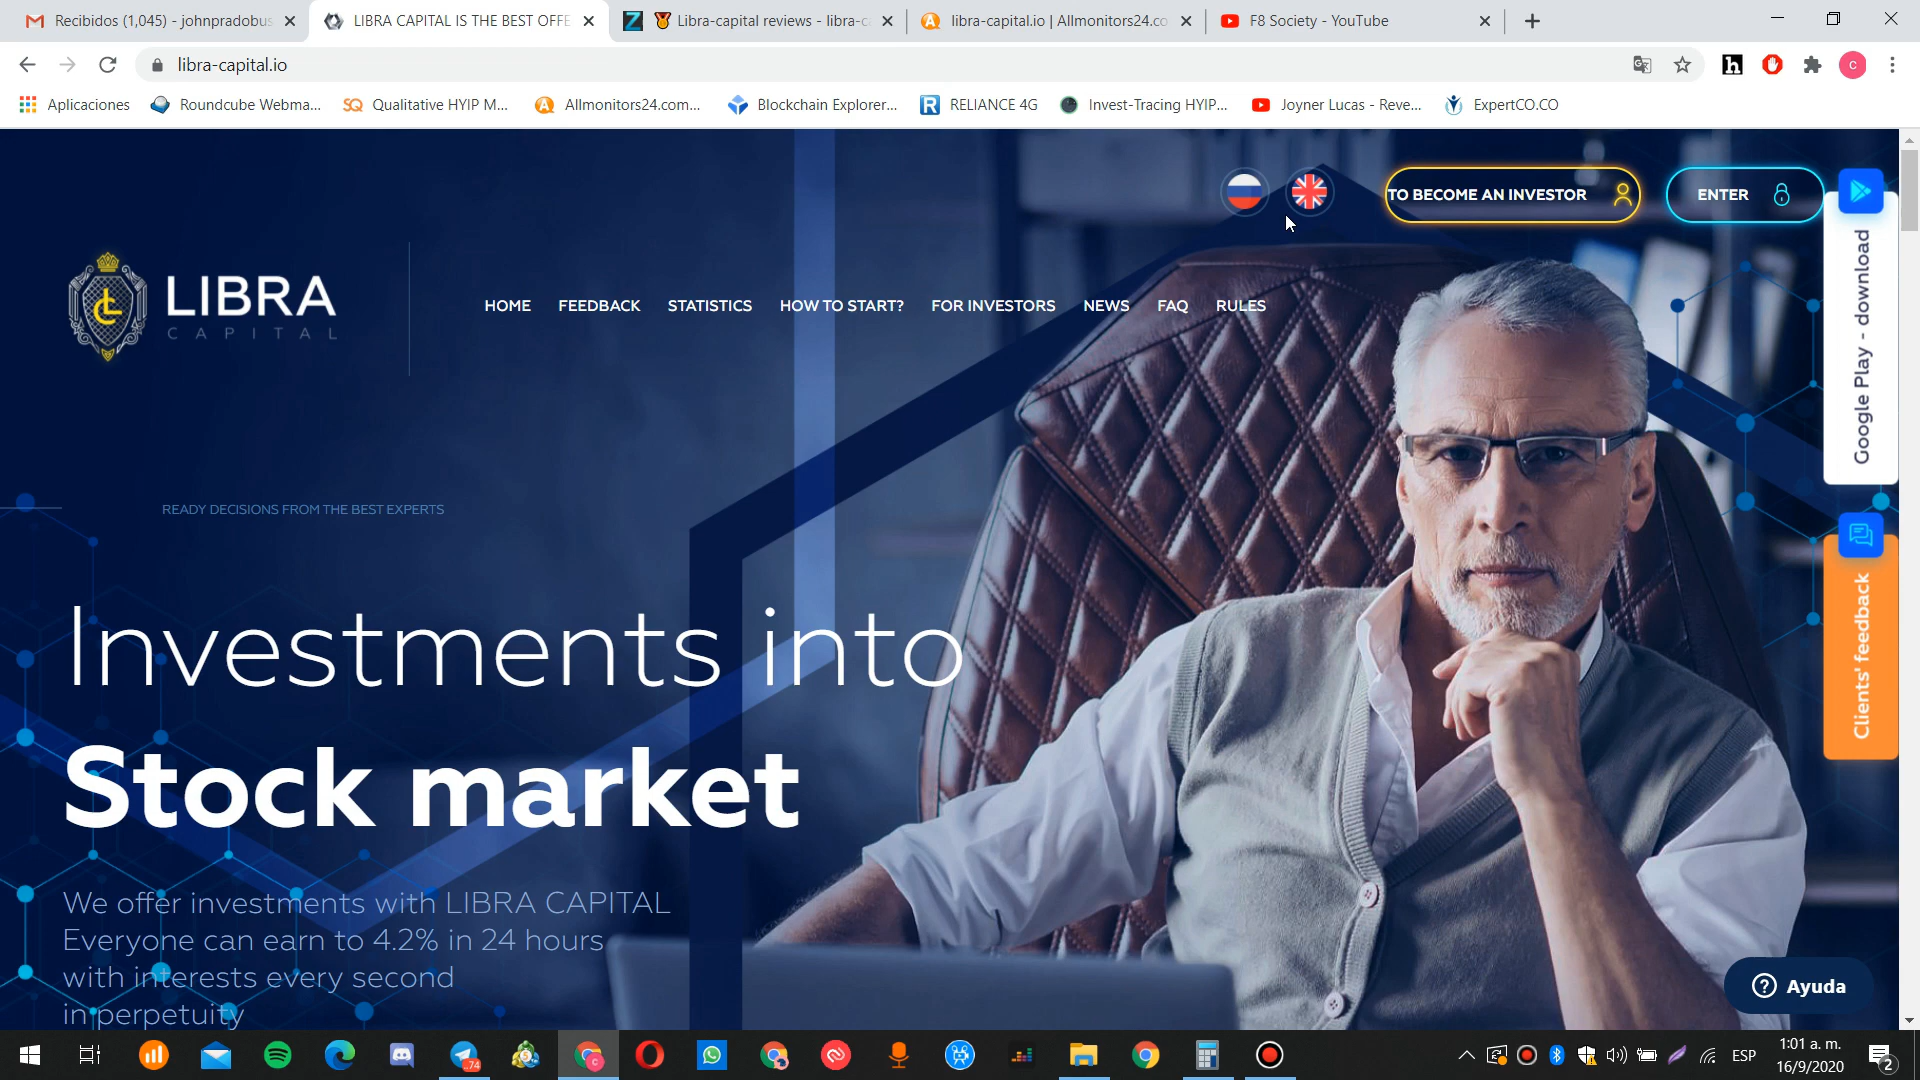 Recibidos (1,045) - johnpradobus
LIBRA CAPITAL IS THE BEST OFFE
Libra-capital reviews - libra-ca
libra-capital.io | Allmonitors24.co
F8 Society - YouTube
libra-capital.io
Aplicaciones
Roundcube Webma...
Qualitative HYIP M...
Allmonitors24.com...
Blockchain Explorer...
RELIANCE 4G
Invest-Tracing HYIP...
Joyner Lucas - Reve...
ExpertCO.CO
TO BECOME AN INVESTOR
ENTER
Google Play - download
LIBRA
CAPITAL
HOME
FEEDBACK
STATISTICS
HOW TO START?
FOR INVESTORS
NEWS
FAQ
RULES
READY DECISIONS FROM THE BEST EXPERTS
Investments into
Stock market
Clients' feedback
We offer investments with LIBRA CAPITAL
Everyone can earn to 4.2% in 24 hours
with interests every second
in perpetuity
Ayuda
74
ESP
1:01 a. m.
16/9/2020
2